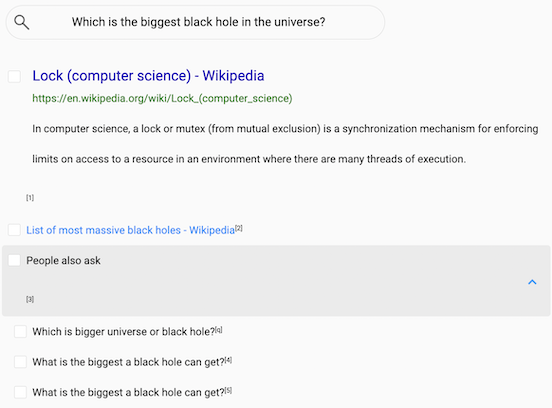 Which is the biggest black hole in the universe?
Lock (computer science) - Wikipedia
https://en.wikipedia.org/wiki/Lock_(computer_science)
In computer science, a lock or mutex (from mutual exclusion) is a synchronization mechanism for enforcing
limits on access to a resource in an environment where there are many threads of execution.
[1]
List of most massive black holes - Wikipedia[2]
People also ask
[3]
Which is bigger universe or black hole?[q]
What is the biggest a black hole can get?[4]
What is the biggest a black hole can get?[5]